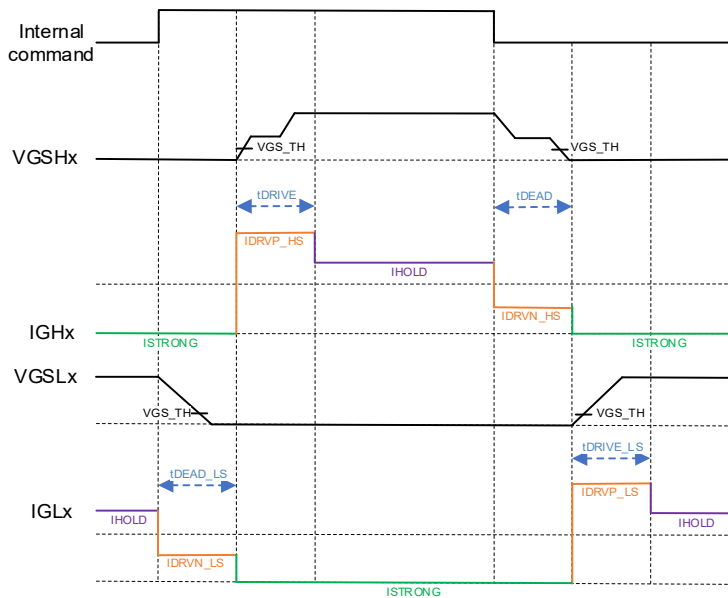 Internal
command
VGS_TH
VGS_TH
VGSHx
tDRIVE
tDEAD
IDRVP_HS
IHOLD
IDRVN_HS
IGHx
ISTRONG
ISTRONG
VGSLx
VGS_TH
VGS_TH
tDRIVE_LS
tDEAD_LS
IDRVP_LS
IGLx
IHOLD
IHOLD
IDRVN_LS
ISTRONG